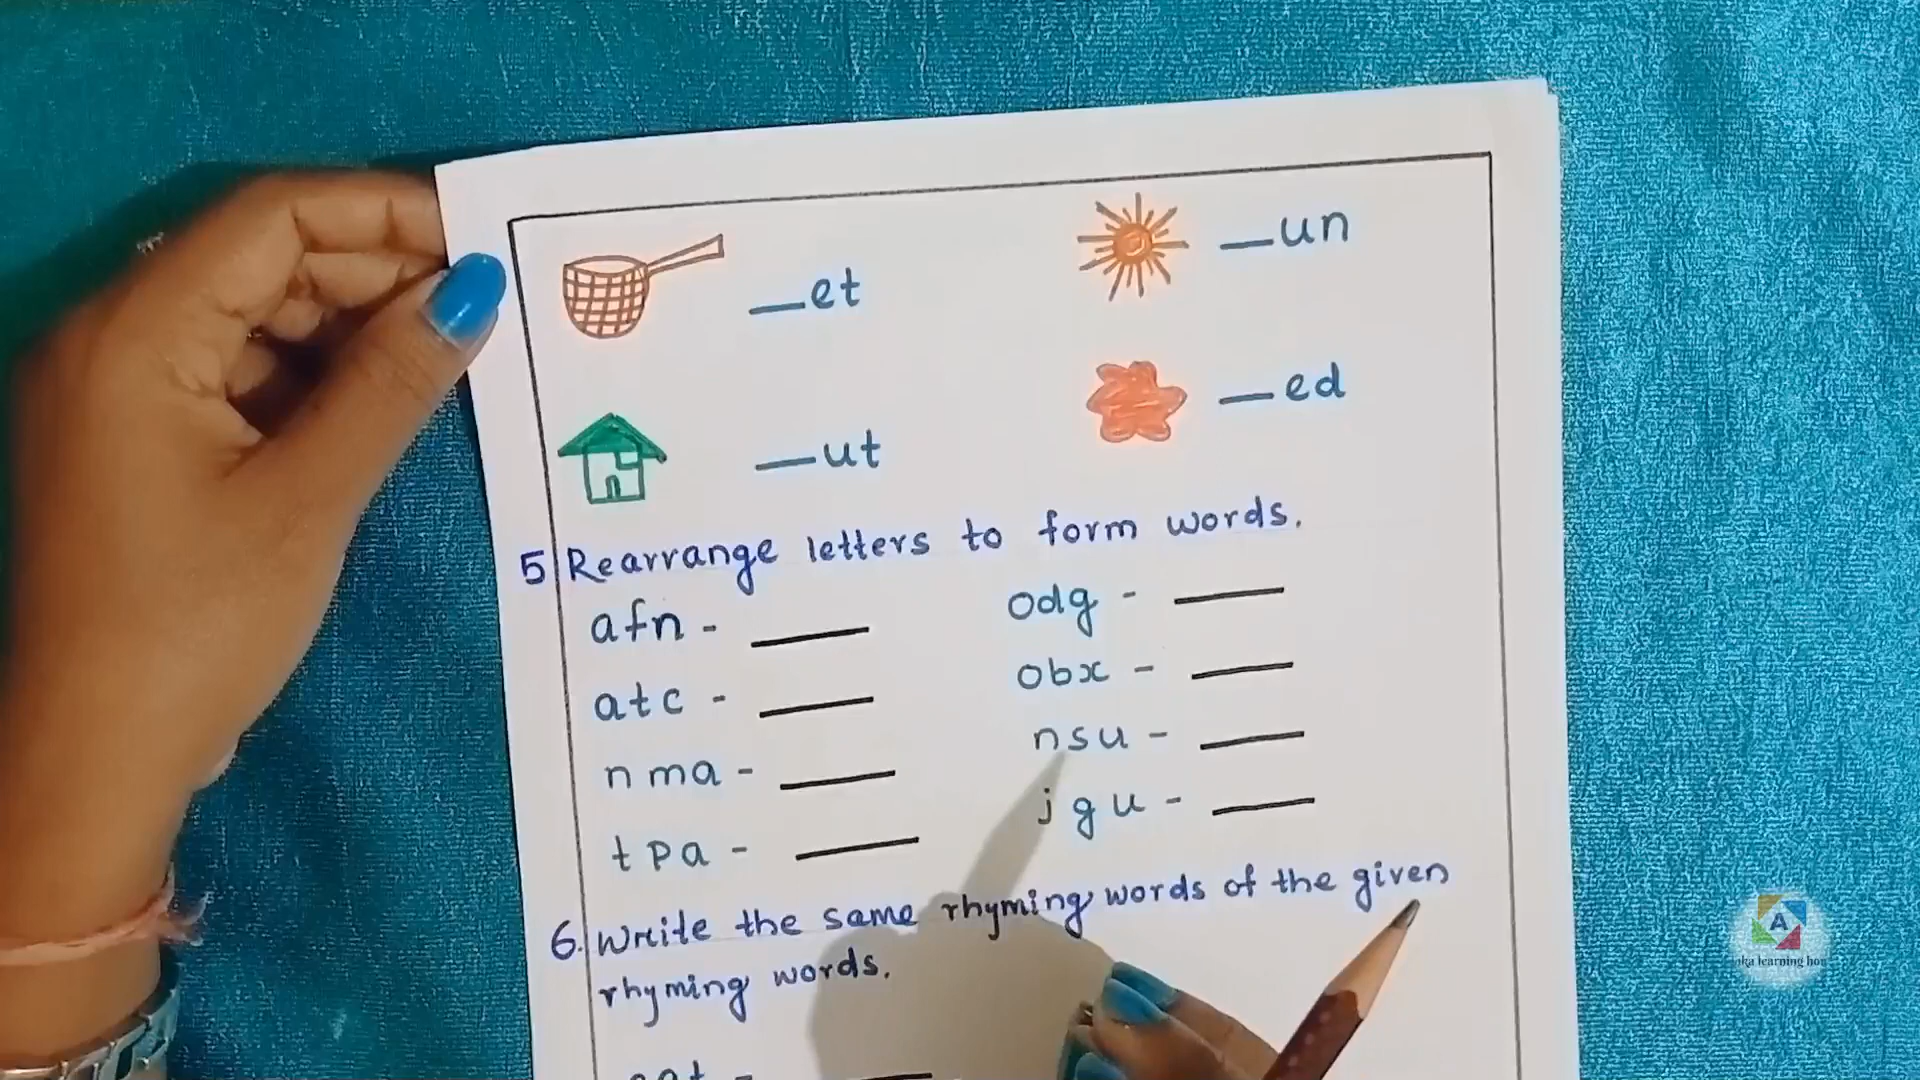 _et
_un
_ut
_ed
5 Rearrange letters to form words.
afn - ____
odg - ____
atc - ____
obx - ____
nma - ____
nsu - ____
tpa - ____
jgu - ____
6. Write the same rhyming words of the given
rhyming words.
A
learning